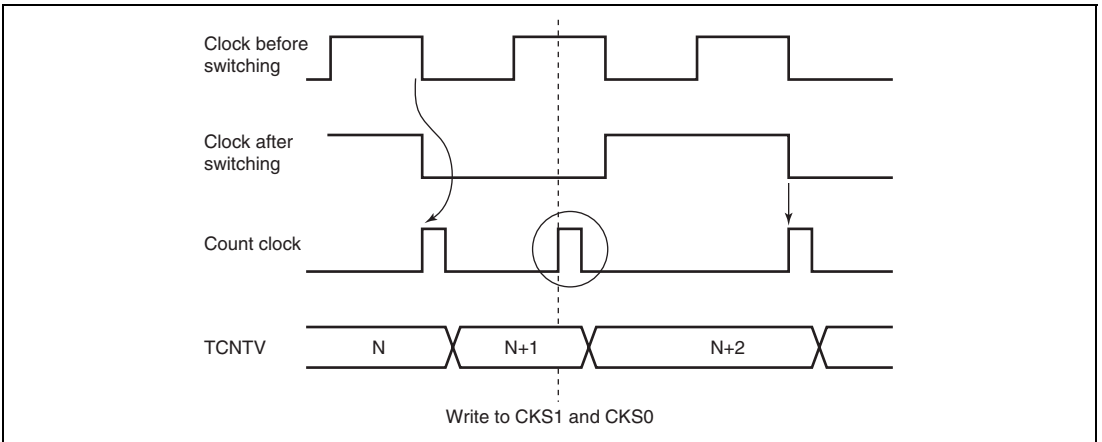 Clock before
switching
Clock after
switching
Count clock
TCNTV
N
N+1
N+2
Write to CKS1 and CKS0